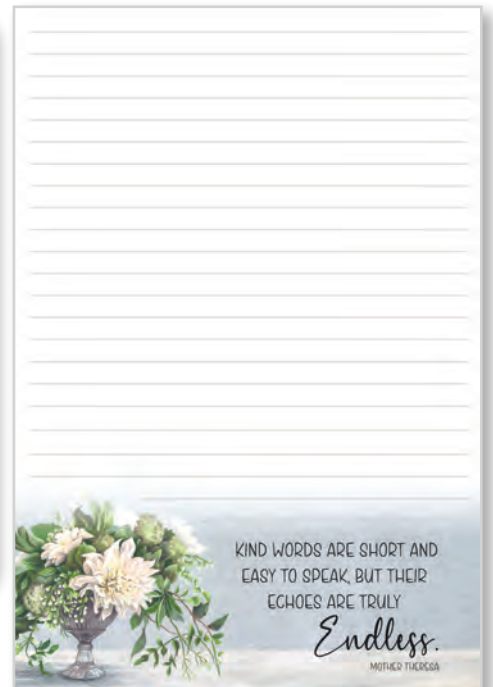 KIND WORDS ARE SHORT AND
EASY TO SPEAK, BUT THEIR
ECHOES ARE TRULY
Endless.
MOTHER THERESA